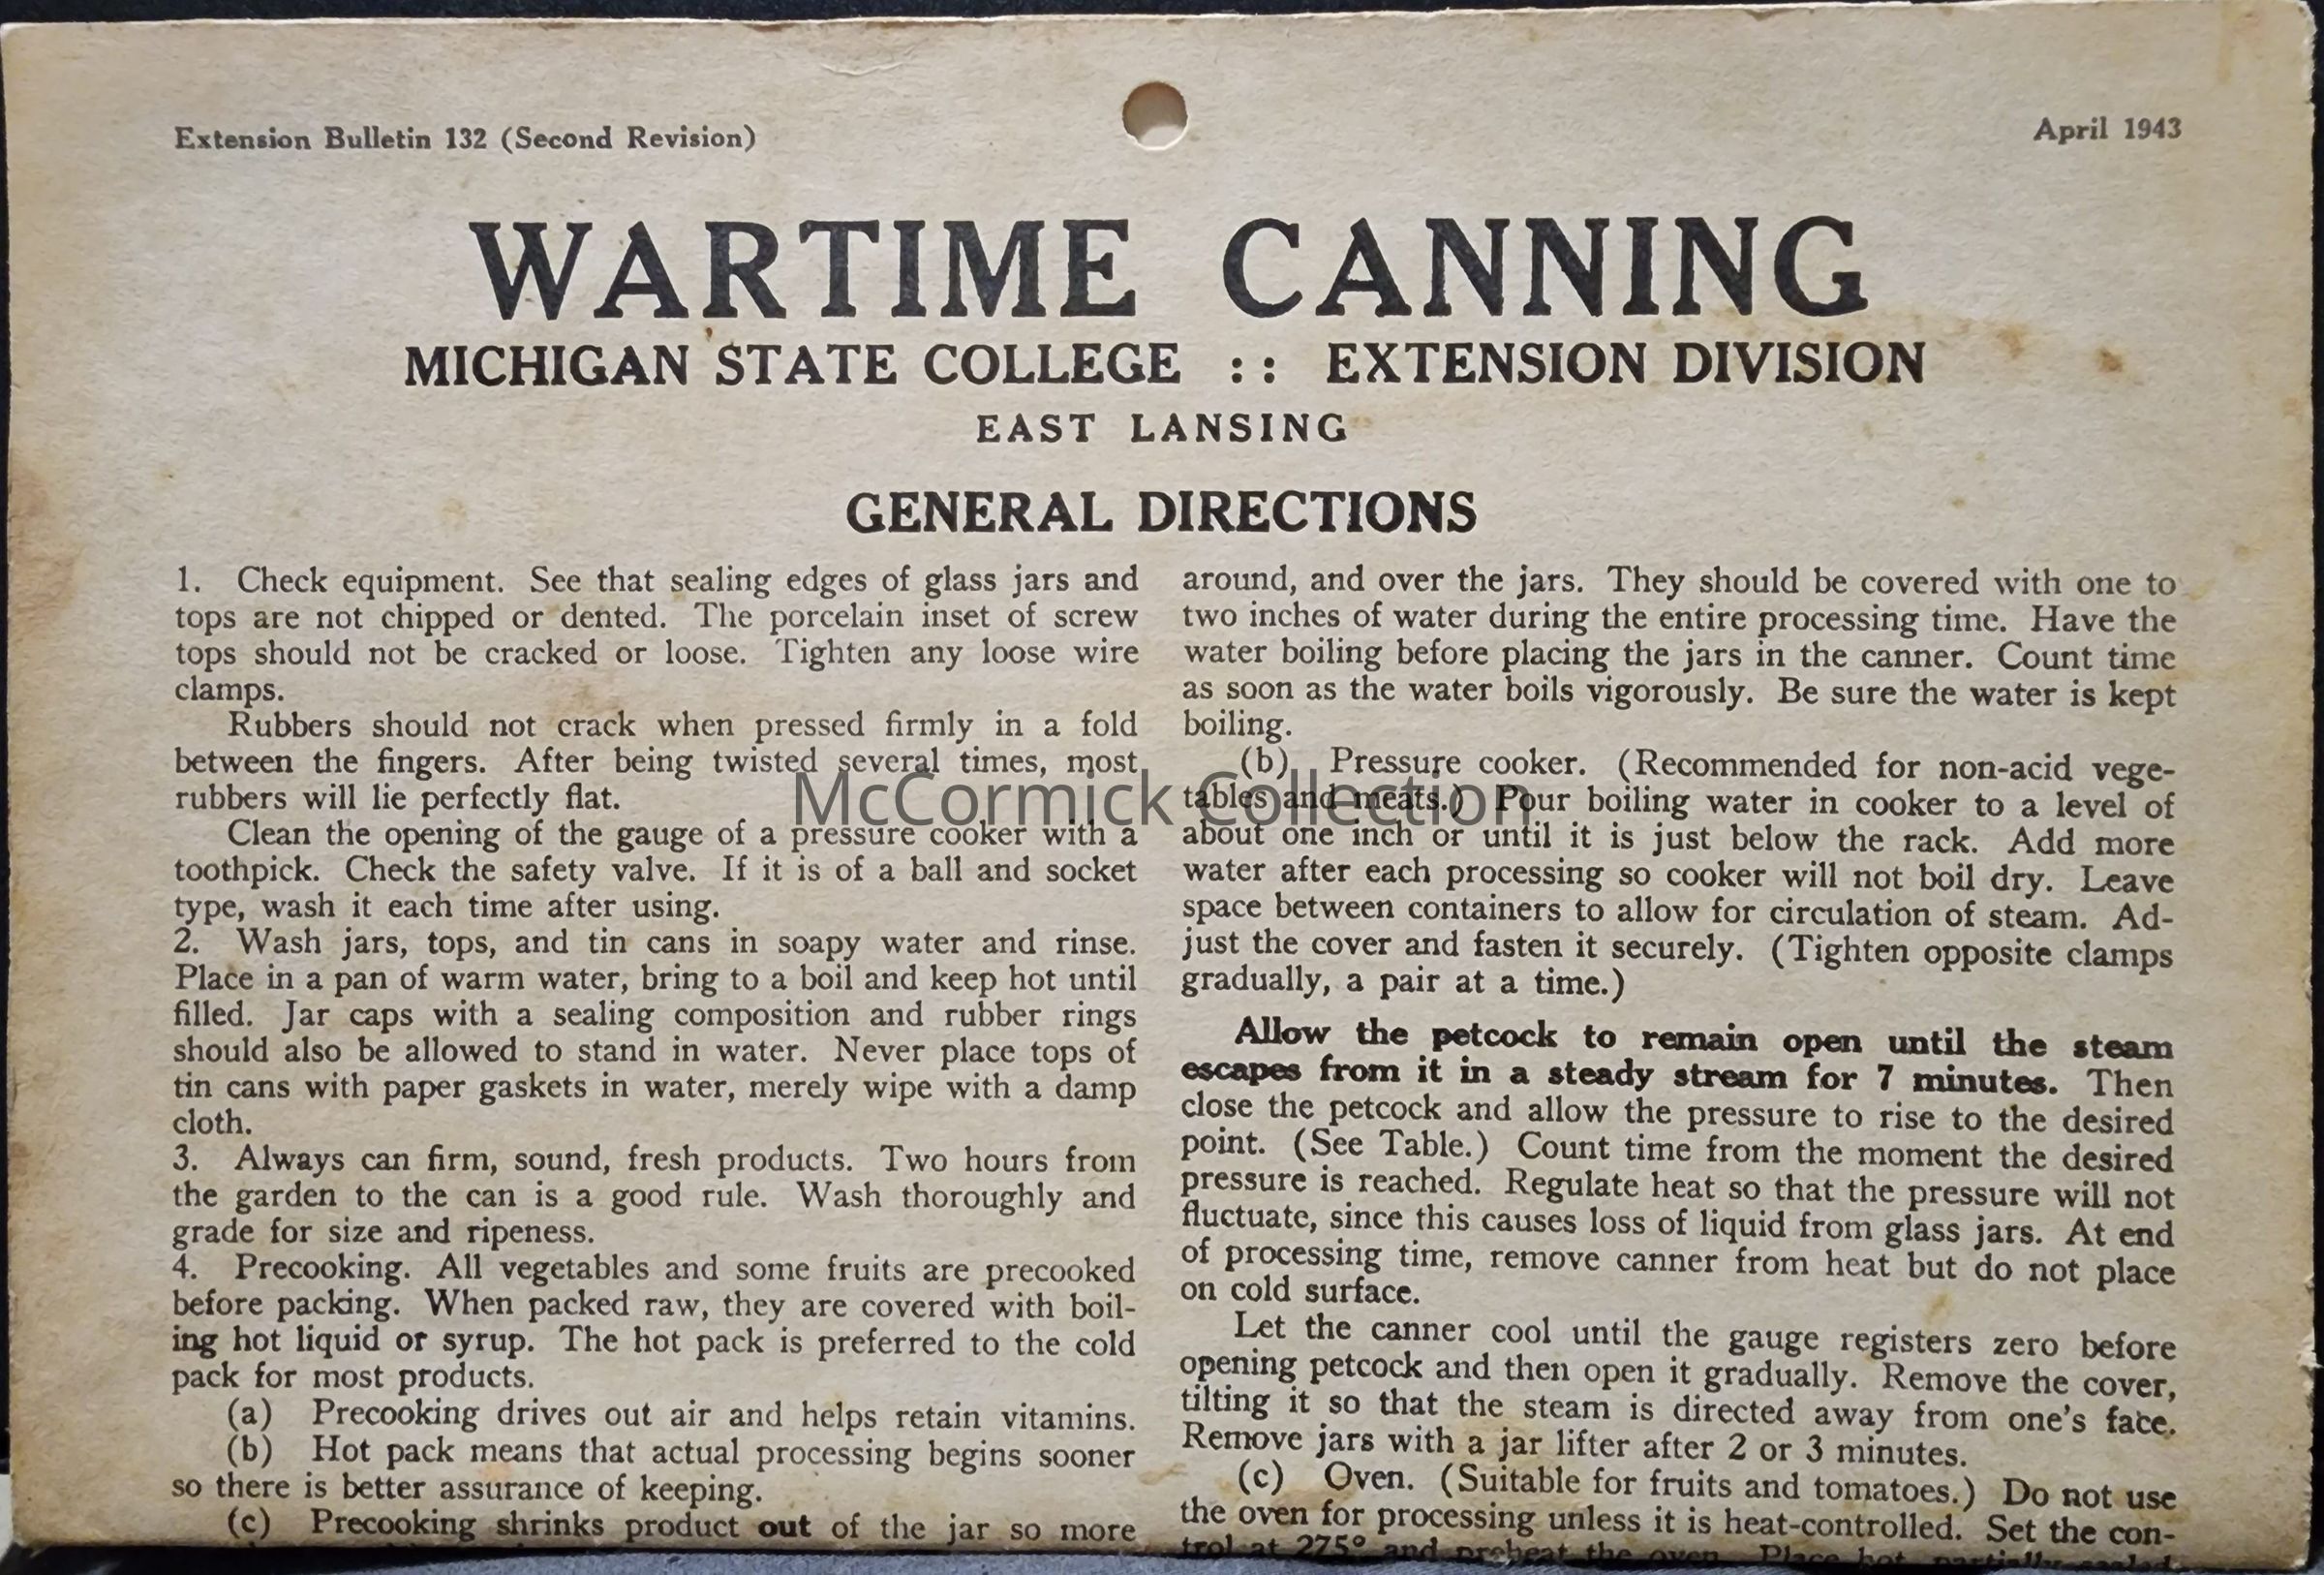 Extension Bulletin 132 (Second Revision)
April 1943
WARTIME CANNING
MICHIGAN STATE COLLEGE :: EXTENSION DIVISION
EAST LANSING
GENERAL DIRECTIONS
1. Check equipment. See that sealing edges of glass jars and
tops are not chipped or dented. The porcelain inset of screw
tops should not be cracked or loose. Tighten any loose wire
clamps.
Rubbers should not crack when pressed firmly in a fold
between the fingers. After being twisted several times, most
rubbers will lie perfectly flat.
Clean the opening of the gauge of a pressure cooker with a
toothpick. Check the safety valve. If it is of a ball and socket
type, wash it each time after using.
2. Wash jars, tops, and tin cans in soapy water and rinse.
Place in a pan of warm water, bring to a boil and keep hot until
filled. Jar caps with a sealing composition and rubber rings
should also be allowed to stand in water. Never place tops of
tin cans with paper gaskets in water, merely wipe with a damp
cloth.
3. Always can firm, sound, fresh products. Two hours from
the garden to the can is a good rule. Wash thoroughly and
grade for size and ripeness.
4. Precooking. All vegetables and some fruits are precooked
before packing. When packed raw, they are covered with boil-
ing hot liquid or syrup. The hot pack is preferred to the cold
pack for most products.
(a) Precooking drives out air and helps retain vitamins.
(b) Hot pack means that actual processing begins sooner
so there is better assurance of keeping.
(c) Precooking shrinks product out of the jar so more
around, and over the jars. They should be covered with one to
two inches of water during the entire processing time. Have the
water boiling before placing the jars in the canner. Count time
as soon as the water boils vigorously. Be sure the water is kept
boiling.
(b) Pressure cooker. (Recommended for non-acid vege-
tables and meats.) Pour boiling water in cooker to a level of
about one inch or until it is just below the rack. Add more
water after each processing so cooker will not boil dry. Leave
space between containers to allow for circulation of steam. Ad-
just the cover and fasten it securely. (Tighten opposite clamps
gradually, a pair at a time.)
Allow the petcock to remain open until the steam
escapes from it in a steady stream for 7 minutes. Then
close the petcock and allow the pressure to rise to the desired
point. (See Table.) Count time from the moment the desired
pressure is reached. Regulate heat so that the pressure will not
fluctuate, since this causes loss of liquid from glass jars. At end
of processing time, remove canner from heat but do not place
on cold surface.
Let the canner cool until the gauge registers zero before
opening petcock and then open it gradually. Remove the cover,
tilting it so that the steam is directed away from one's face.
Remove jars with a jar lifter after 2 or 3 minutes.
(c) Oven. (Suitable for fruits and tomatoes.) Do not use
the oven for processing unless it is heat-controlled. Set the con-
trol at 275° and preheat the oven. Place hot, partially sealed
McCormick Collection